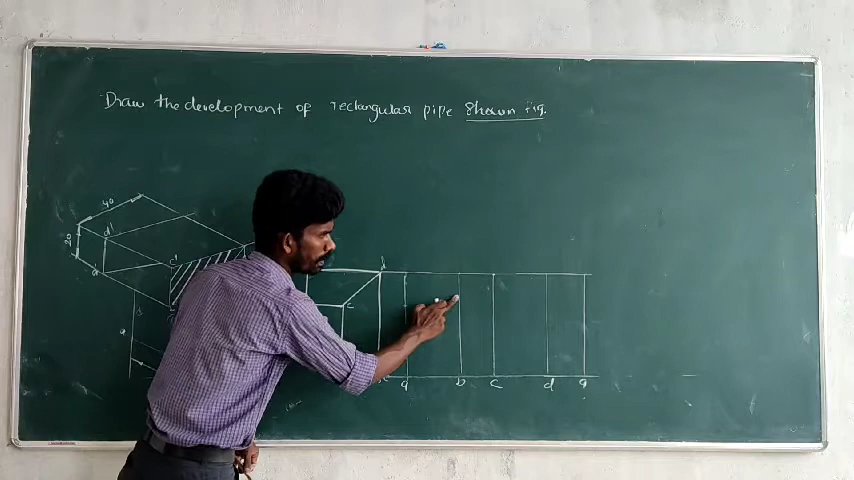 Draw the development of rectangular pipe Shown Fig.
40
20
d'
c'
a
b
c
a
b
c
d
a